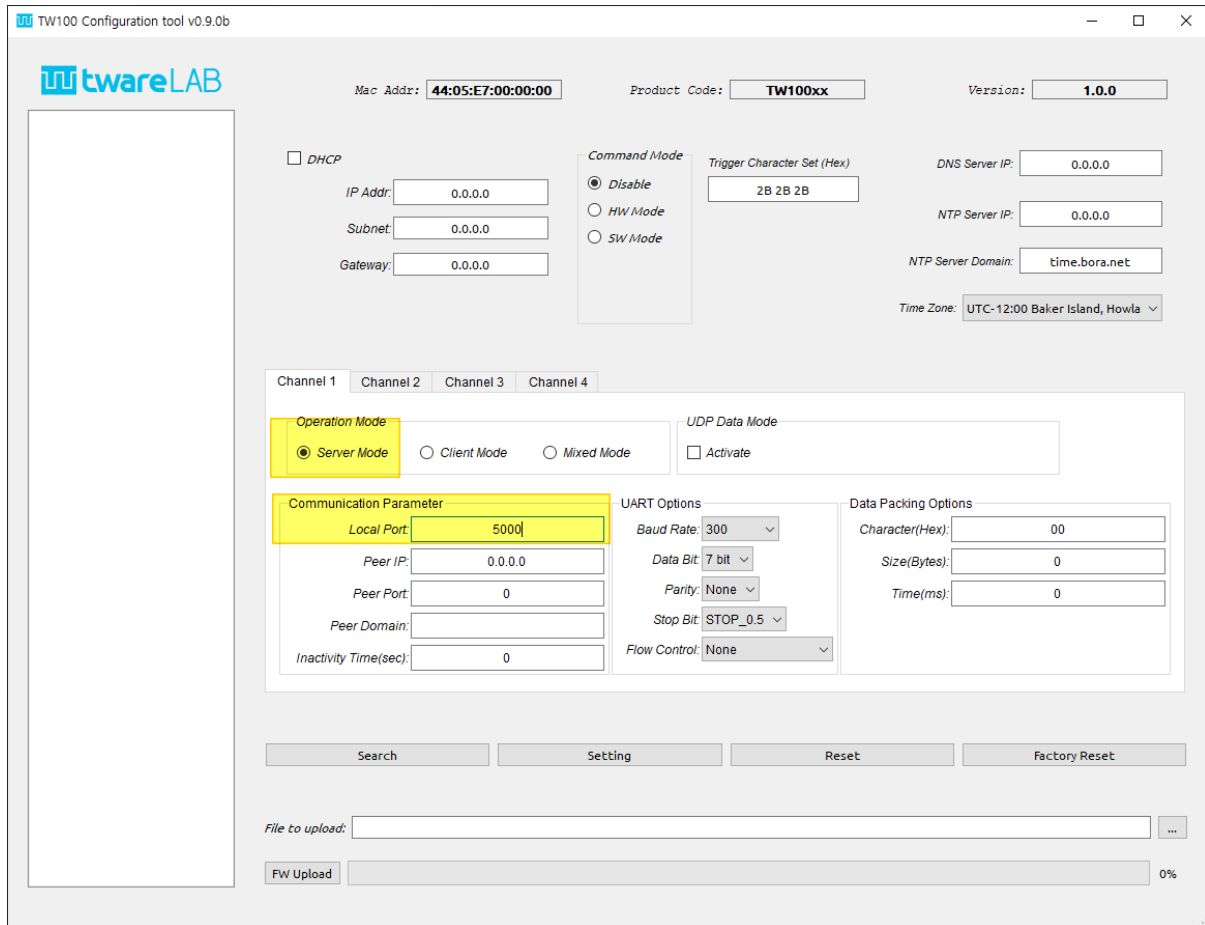 TW100 Configuration tool v0.9.0b
twareLAB
Mac Addr: 44:05:E7:00:00:00 Product Code: TW100xx Version: 1.0.0
DHCP
IP Addr: 0.0.0.0
Subnet: 0.0.0.0
Gateway: 0.0.0.0
Command Mode
Disable
HW Mode
SW Mode
Trigger Character Set (Hex)
2B 2B 2B
DNS Server IP: 0.0.0.0
NTP Server IP: 0.0.0.0
NTP Server Domain: time.bora.net
Time Zone: UTC-12:00 Baker Island, Howla
Channel 1 Channel 2 Channel 3 Channel 4
Operation Mode
Server Mode Client Mode Mixed Mode
UDP Data Mode
Activate
Communication Parameter
Local Port: 5000
Peer IP: 0.0.0.0
Peer Port: 0
Peer Domain:
Inactivity Time(sec): 0
UART Options
Baud Rate: 300
Data Bit: 7 bit
Parity: None
Stop Bit: STOP_0.5
Flow Control: None
Data Packing Options
Character(Hex): 00
Size(Bytes): 0
Time(ms): 0
Search Setting Reset Factory Reset
File to upload: ...
FW Upload 0%